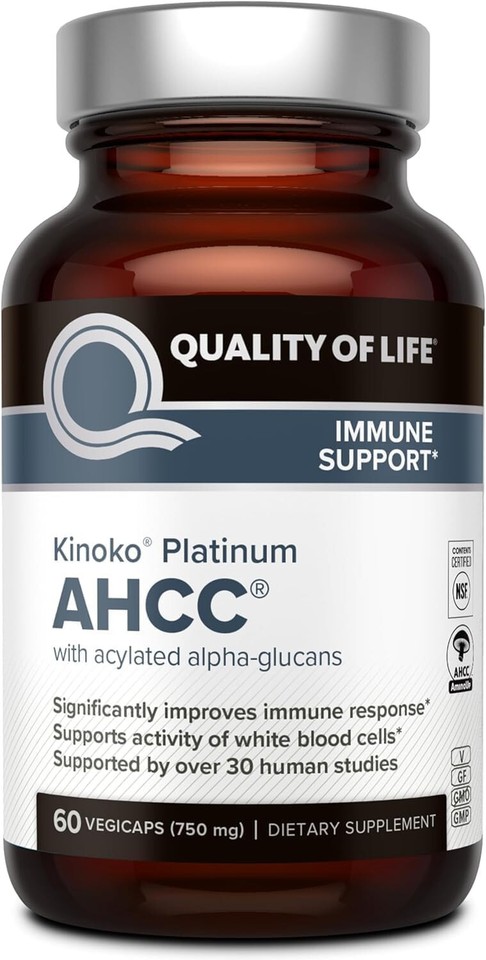 QUALITY OF LIFE®
IMMUNE
SUPPORT*
Kinoko® Platinum
AHCC®
with acylated alpha-glucans
Significantly improves immune response*
Supports activity of white blood cells*
Supported by over 30 human studies
60 VEGICAPS (750 mg) | DIETARY SUPPLEMENT
CONTENTS
CERTIFIED
NSF
AHCC
AminoUp
V
GF
GMO
GMP